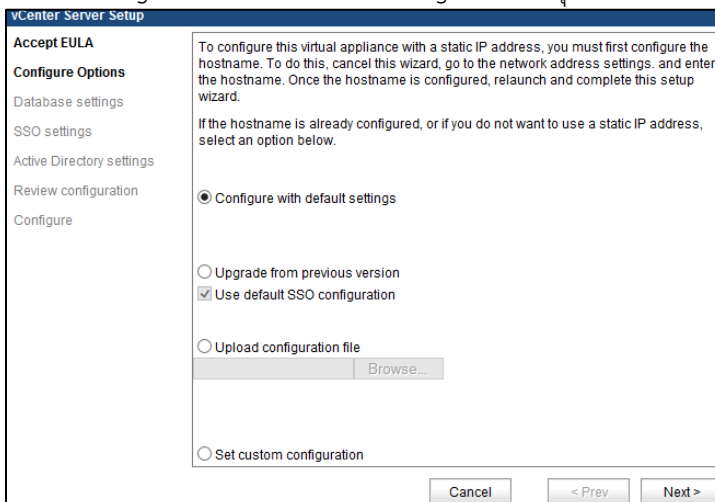 vCenter Server Setup
Accept EULA
Configure Options
Database settings
SSO settings
Active Directory settings
Review configuration
Configure
To configure this virtual appliance with a static IP address, you must first configure the
hostname. To do this, cancel this wizard, go to the network address settings. and enter
the hostname. Once the hostname is configured, relaunch and complete this setup
wizard.
If the hostname is already configured, or if you do not want to use a static IP address,
select an option below.
Configure with default settings
Upgrade from previous version
Use default SSO configuration
Upload configuration file
Browse...
Set custom configuration
Cancel
< Prev
Next >